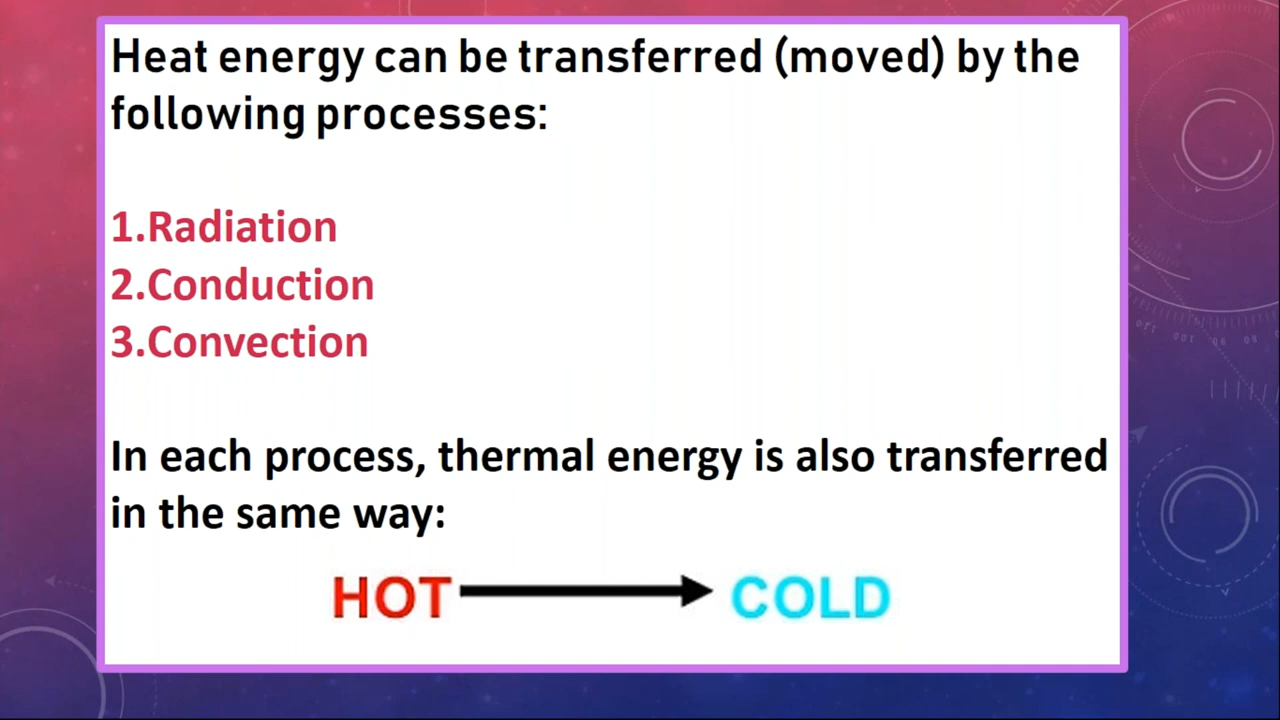 Heat energy can be transferred (moved) by the
following processes:
1.Radiation
2.Conduction
3.Convection
In each process, thermal energy is also transferred
in the same way:
HOT COLD